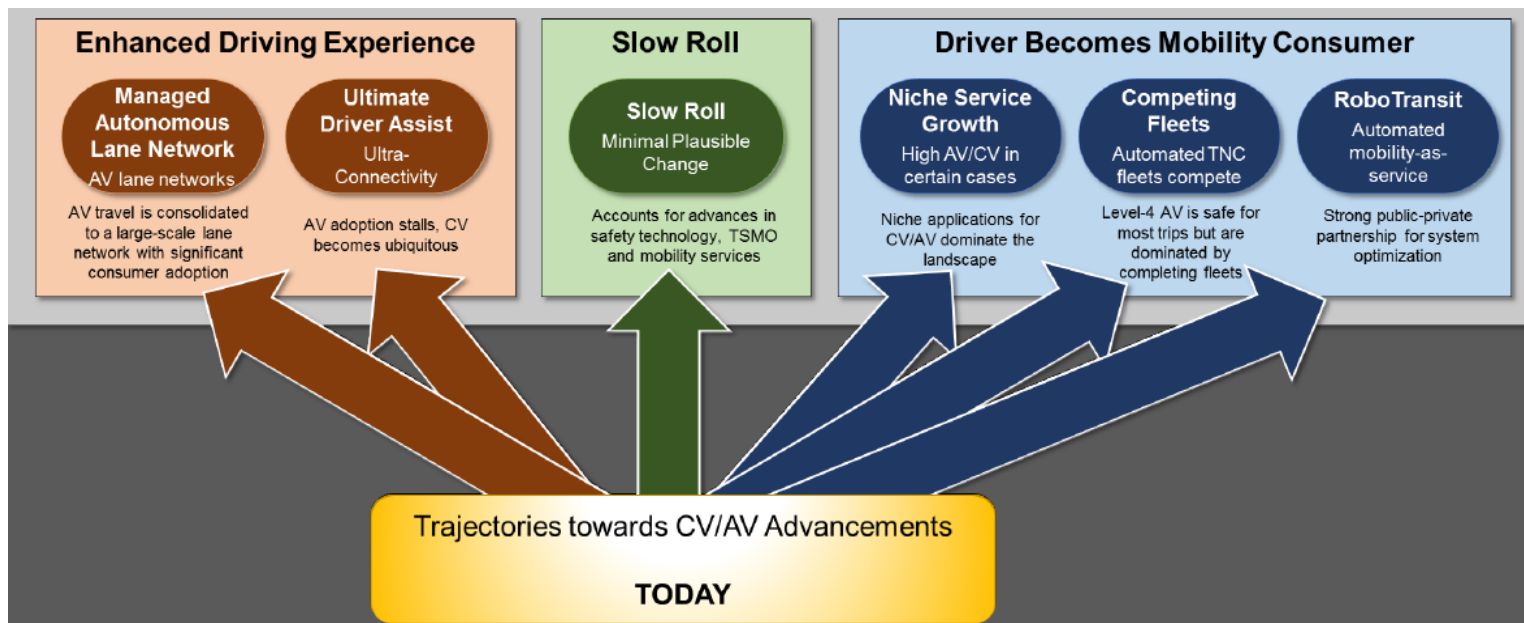 Enhanced Driving Experience
Managed
Autonomous
Lane Network
AV lane networks
AV travel is consolidated
to a large-scale lane
network with significant
consumer adoption
Ultimate
Driver Assist
Ultra-
Connectivity
AV adoption stalls, CV
becomes ubiquitous
Slow Roll
Slow Roll
Minimal Plausible
Change
Accounts for advances in
safety technology, TSMO
and mobility services
Driver Becomes Mobility Consumer
Niche Service
Growth
High AV/CV in
certain cases
Niche applications for
CV/AV dominate the
landscape
Competing
Fleets
Automated TNC
fleets compete
Level-4 AV is safe for
most trips but are
dominated by
completing fleets
RoboTransit
Automated
mobility-as-
service
Strong public-private
partnership for system
optimization
Trajectories towards CV/AV Advancements
TODAY